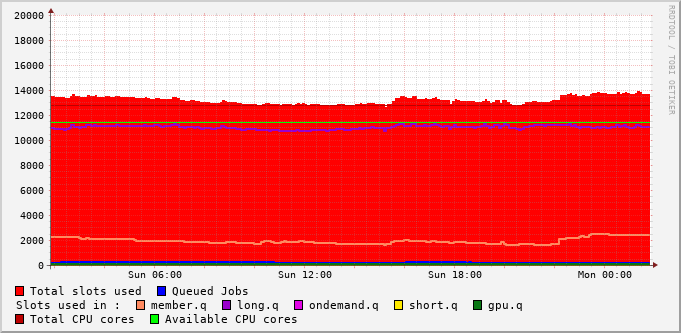 20000
18000
16000
14000
12000
10000
8000
6000
4000
2000
0
Sun 06:00 Sun 12:00 Sun 18:00 Mon 00:00
RRDTOOL / TOBI OETIKER
Total slots used Queued Jobs
Slots used in : member.q long.q ondemand.q short.q gpu.q
Total CPU cores Available CPU cores